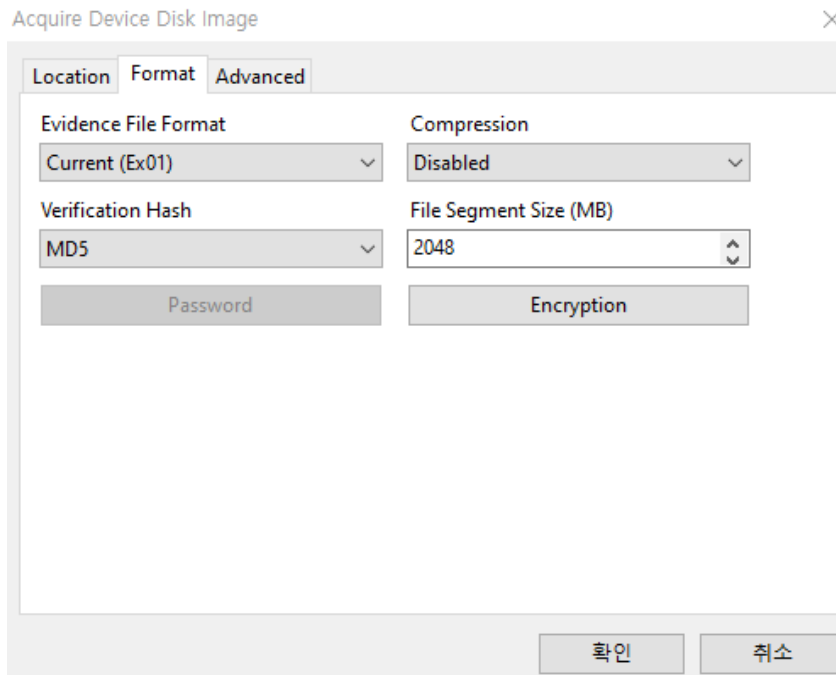 Acquire Device Disk Image
Location Format Advanced
Evidence File Format Compression
Current (Ex01) Disabled
Verification Hash File Segment Size (MB)
MD5 2048
Password Encryption
확인 취소